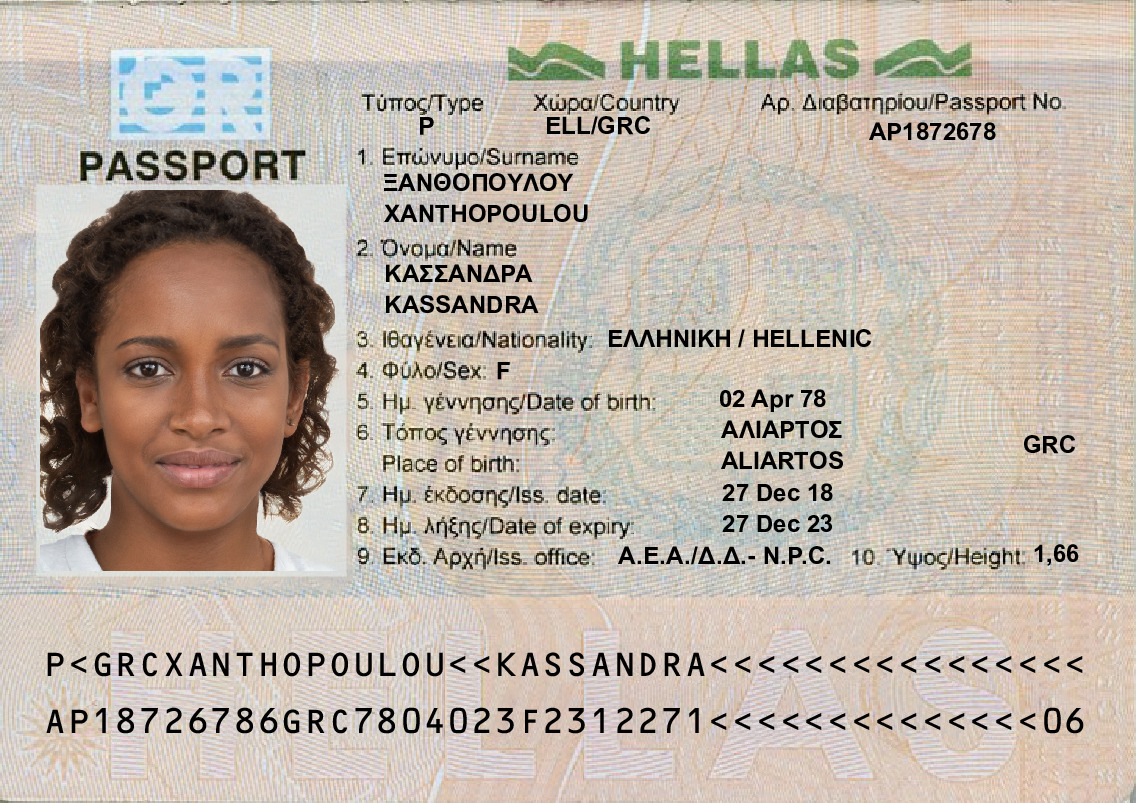 GR
HELLAS
Τύπος/Type Χώρα/Country Αρ. Διαβατηρίου/Passport No.
P ΕΛL/GRC AP1872678
PASSPORT
1. Επώνυμο/Surname
ΞΑΝΘΟΠΟΥΛΟΥ
XANTHOPOULOU
2. Όνομα/Name
ΚΑΣΣΑΝΔΡΑ
KASSANDRA
3. Ιθαγένεια/Nationality: ΕΛΛΗΝΙΚΗ / HELLENIC
4. Φύλο/Sex: F
5. Ημ. γέννησης/Date of birth: 02 Apr 78
6. Τόπος γέννησης: ΑΛΙΑΡΤΟΣ
Place of birth: ALIARTOS GRC
7. Ημ. έκδοσης/Iss. date: 27 Dec 18
8. Ημ. λήξης/Date of expiry: 27 Dec 23
9. Εκδ. Αρχή/Iss. office: Α.Ε.Α./Δ.Δ.- N.P.C. 10. Ύψος/Height: 1,66
HELLAS
P<GRCXANTHOPOULOU<<KASSANDRA<<<<<<<<<<<<<<<<
AP18726786GRC7804023F2312271<<<<<<<<<<<<<<06